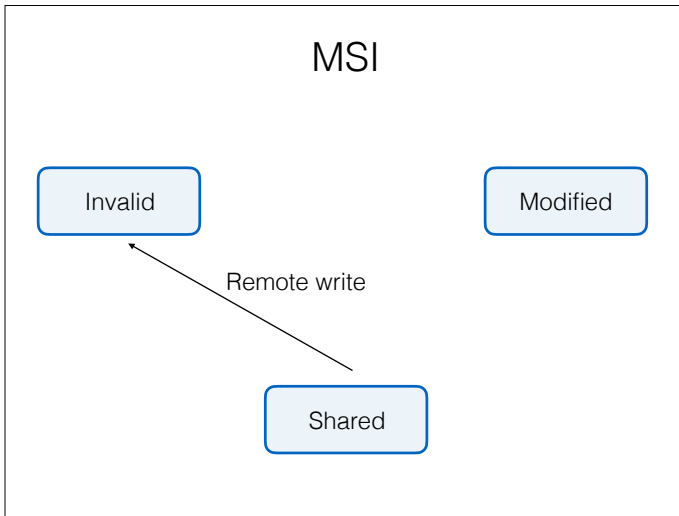 MSI
Invalid
Modified
Remote write
Shared